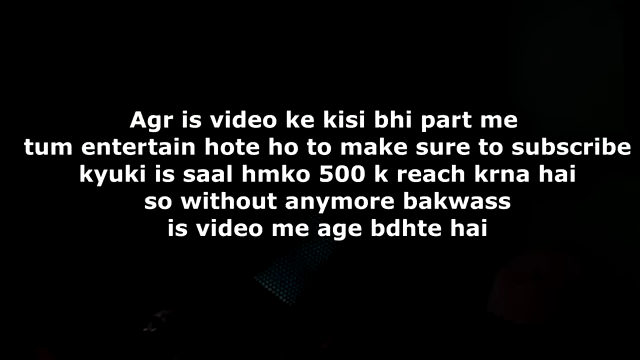 Agr is video ke kisi bhi part me
tum entertain hote ho to make sure to subscribe
kyuki is saal hmko 500 k reach krna hai
so without anymore bakwass
is video me age bdhte hai